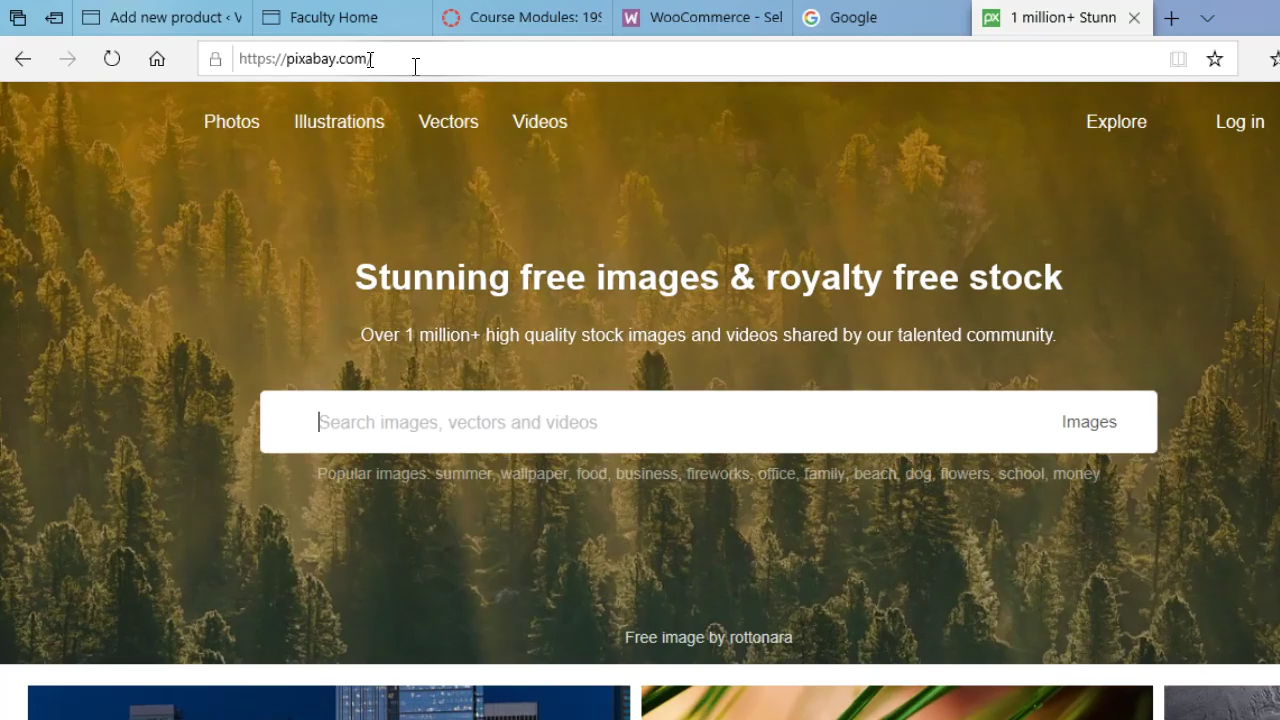 Add new product ‹ V
Faculty Home
Course Modules: 19S
WooCommerce - Sel
Google
1 million+ Stunn
https://pixabay.com/
Photos
Illustrations
Vectors
Videos
Explore
Log in
Stunning free images & royalty free stock
Over 1 million+ high quality stock images and videos shared by our talented community.
Search images, vectors and videos
Images
Popular images: summer, wallpaper, food, business, fireworks, office, family, beach, dog, flowers, school, money
Free image by rottonara